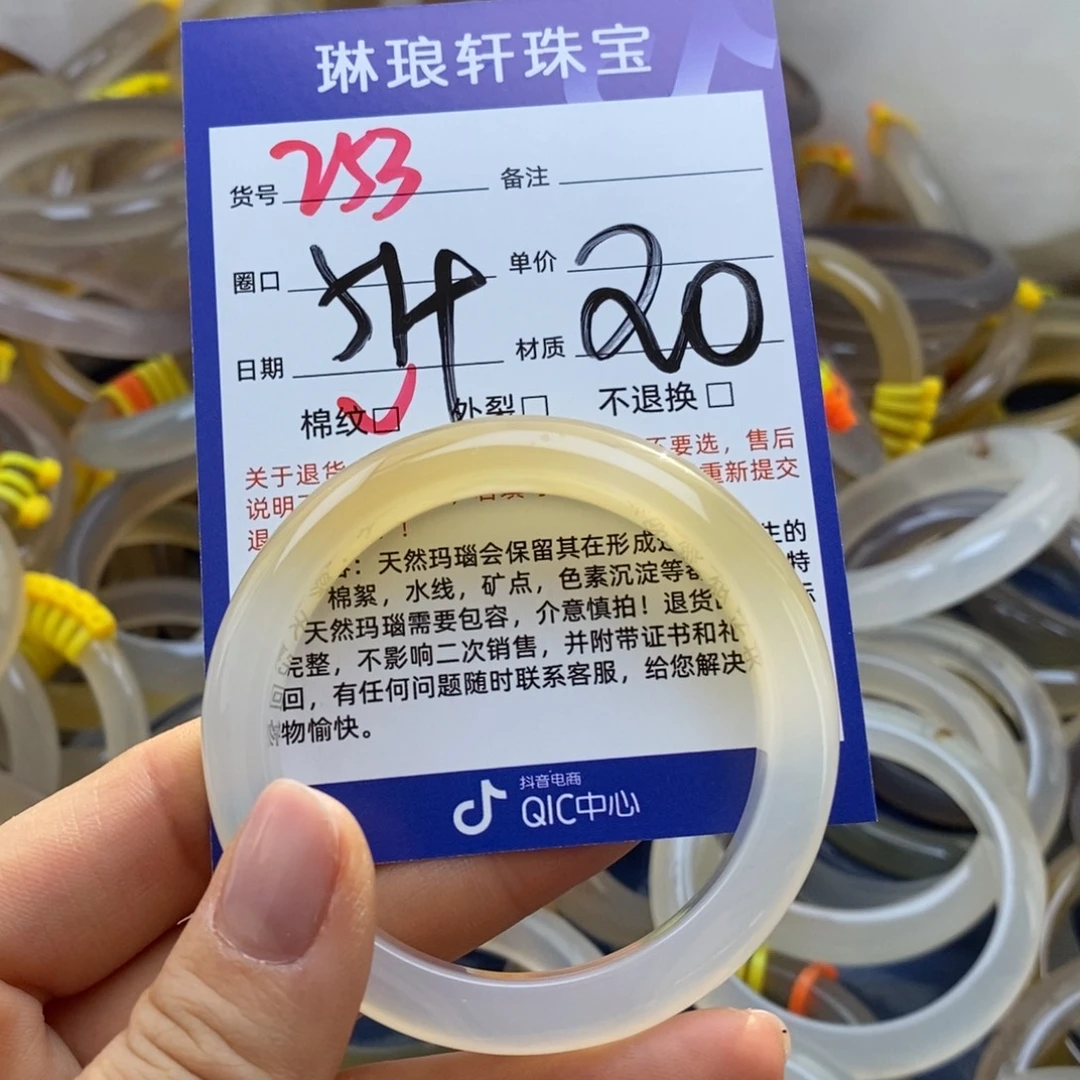 琳琅轩珠宝
货号 253 备注
圈口 54 单价 20
日期 材质
棉纹 外裂 不退换
关于退货 不要选，售后
说明 重新提交
退 ！
：天然玛瑙会保留其在形成 生的
棉絮，水线，矿点，色素沉淀等 特
天然玛瑙需要包容，介意慎拍！退货
完整，不影响二次销售，并附带证书和礼
回，有任何问题随时联系客服，给您解决
物愉快。
抖音电商
QIC中心